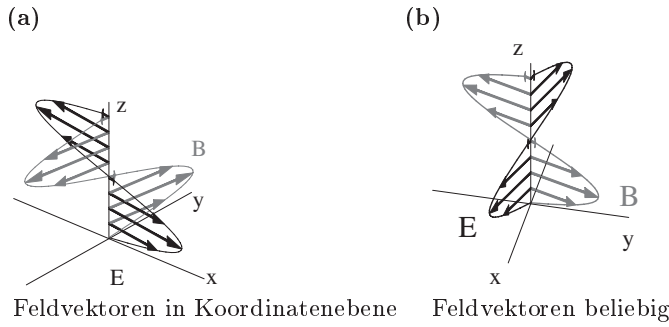 (a)
(b)
z
B
y
x
E
z
B
E
y
x
Feldvektoren in Koordinatenebene
Feldvektoren beliebig